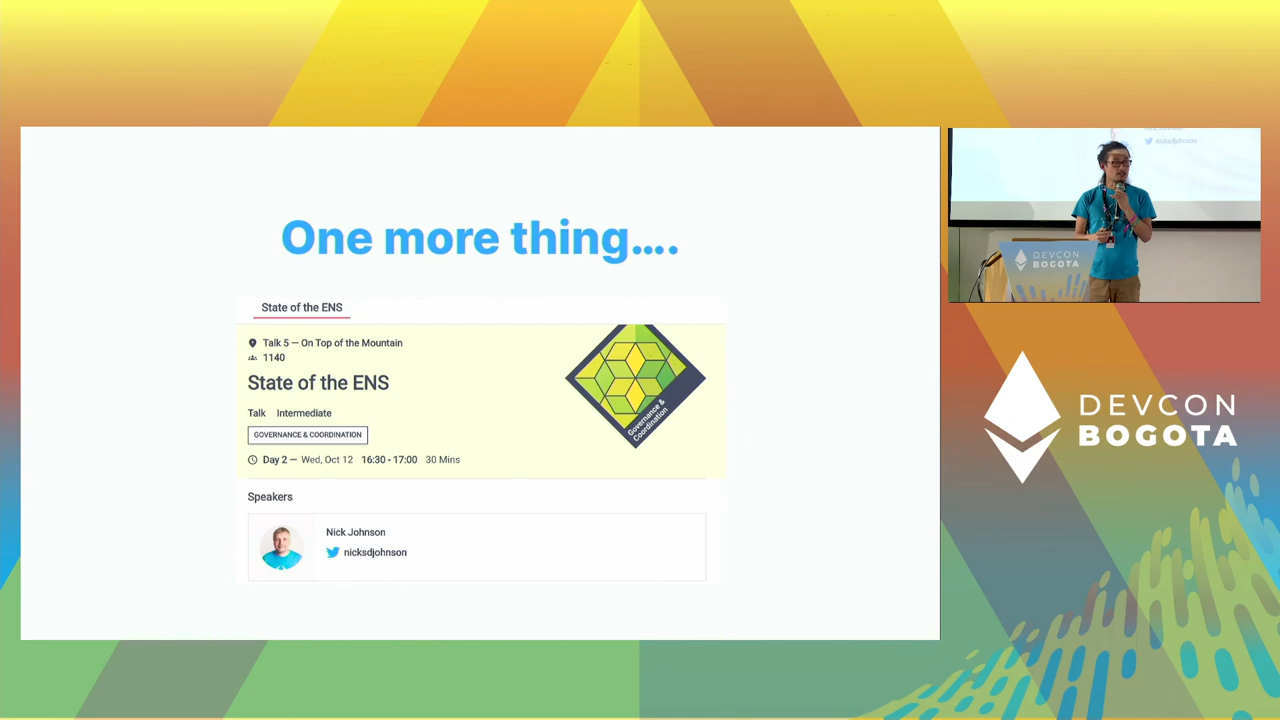 One more thing....
State of the ENS
Talk 5 — On Top of the Mountain
1140
State of the ENS
Talk Intermediate
GOVERNANCE & COORDINATION
Day 2 — Wed, Oct 12 16:30 - 17:00 30 Mins
Governance &
Coordination
Speakers
Nick Johnson
nicksdjohnson
nicksdjohnson
DEVCON
BOGOTA
DEVCON
BOGOTA